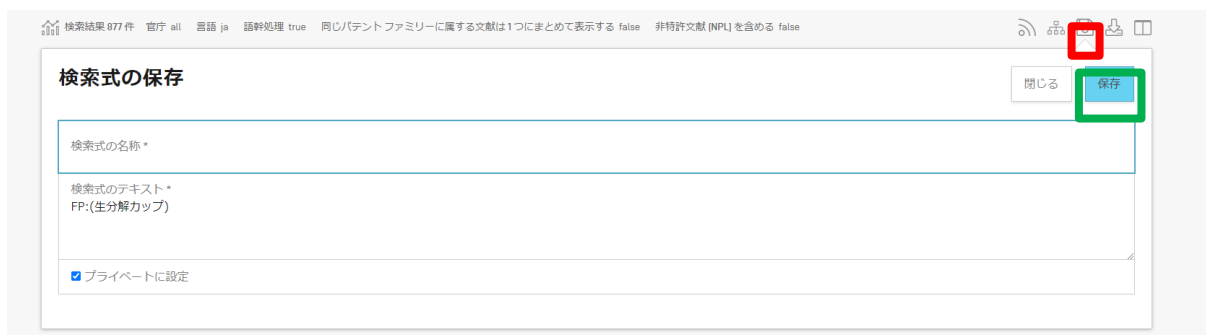 検索結果 877 件 官庁 all 言語 ja 語幹処理 true 同じパテント ファミリーに属する文献は1つにまとめて表示する false 非特許文献 [NPL] を含める false
検索式の保存
閉じる 保存
検索式の名称 *
検索式のテキスト *
FP:(生分解カップ)
プライベートに設定